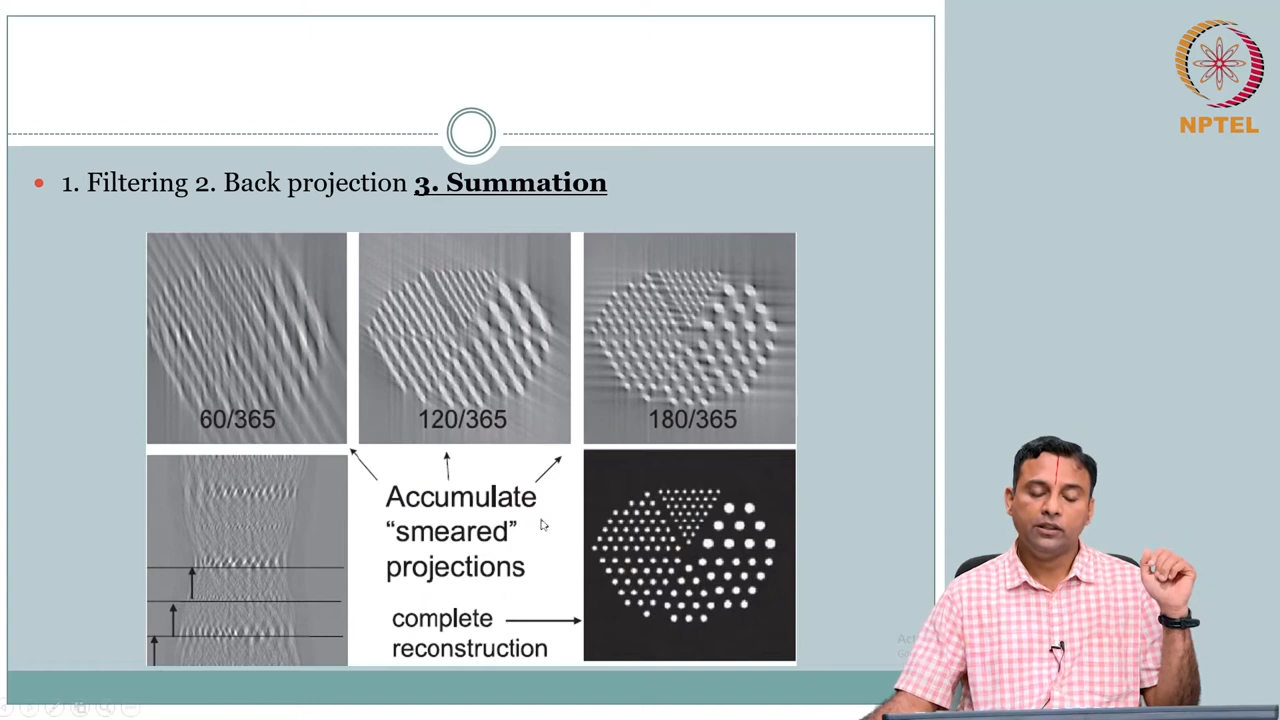 NPTEL
• 1. Filtering 2. Back projection 3. Summation
60/365
120/365
180/365
Accumulate
“smeared”
projections
complete
reconstruction